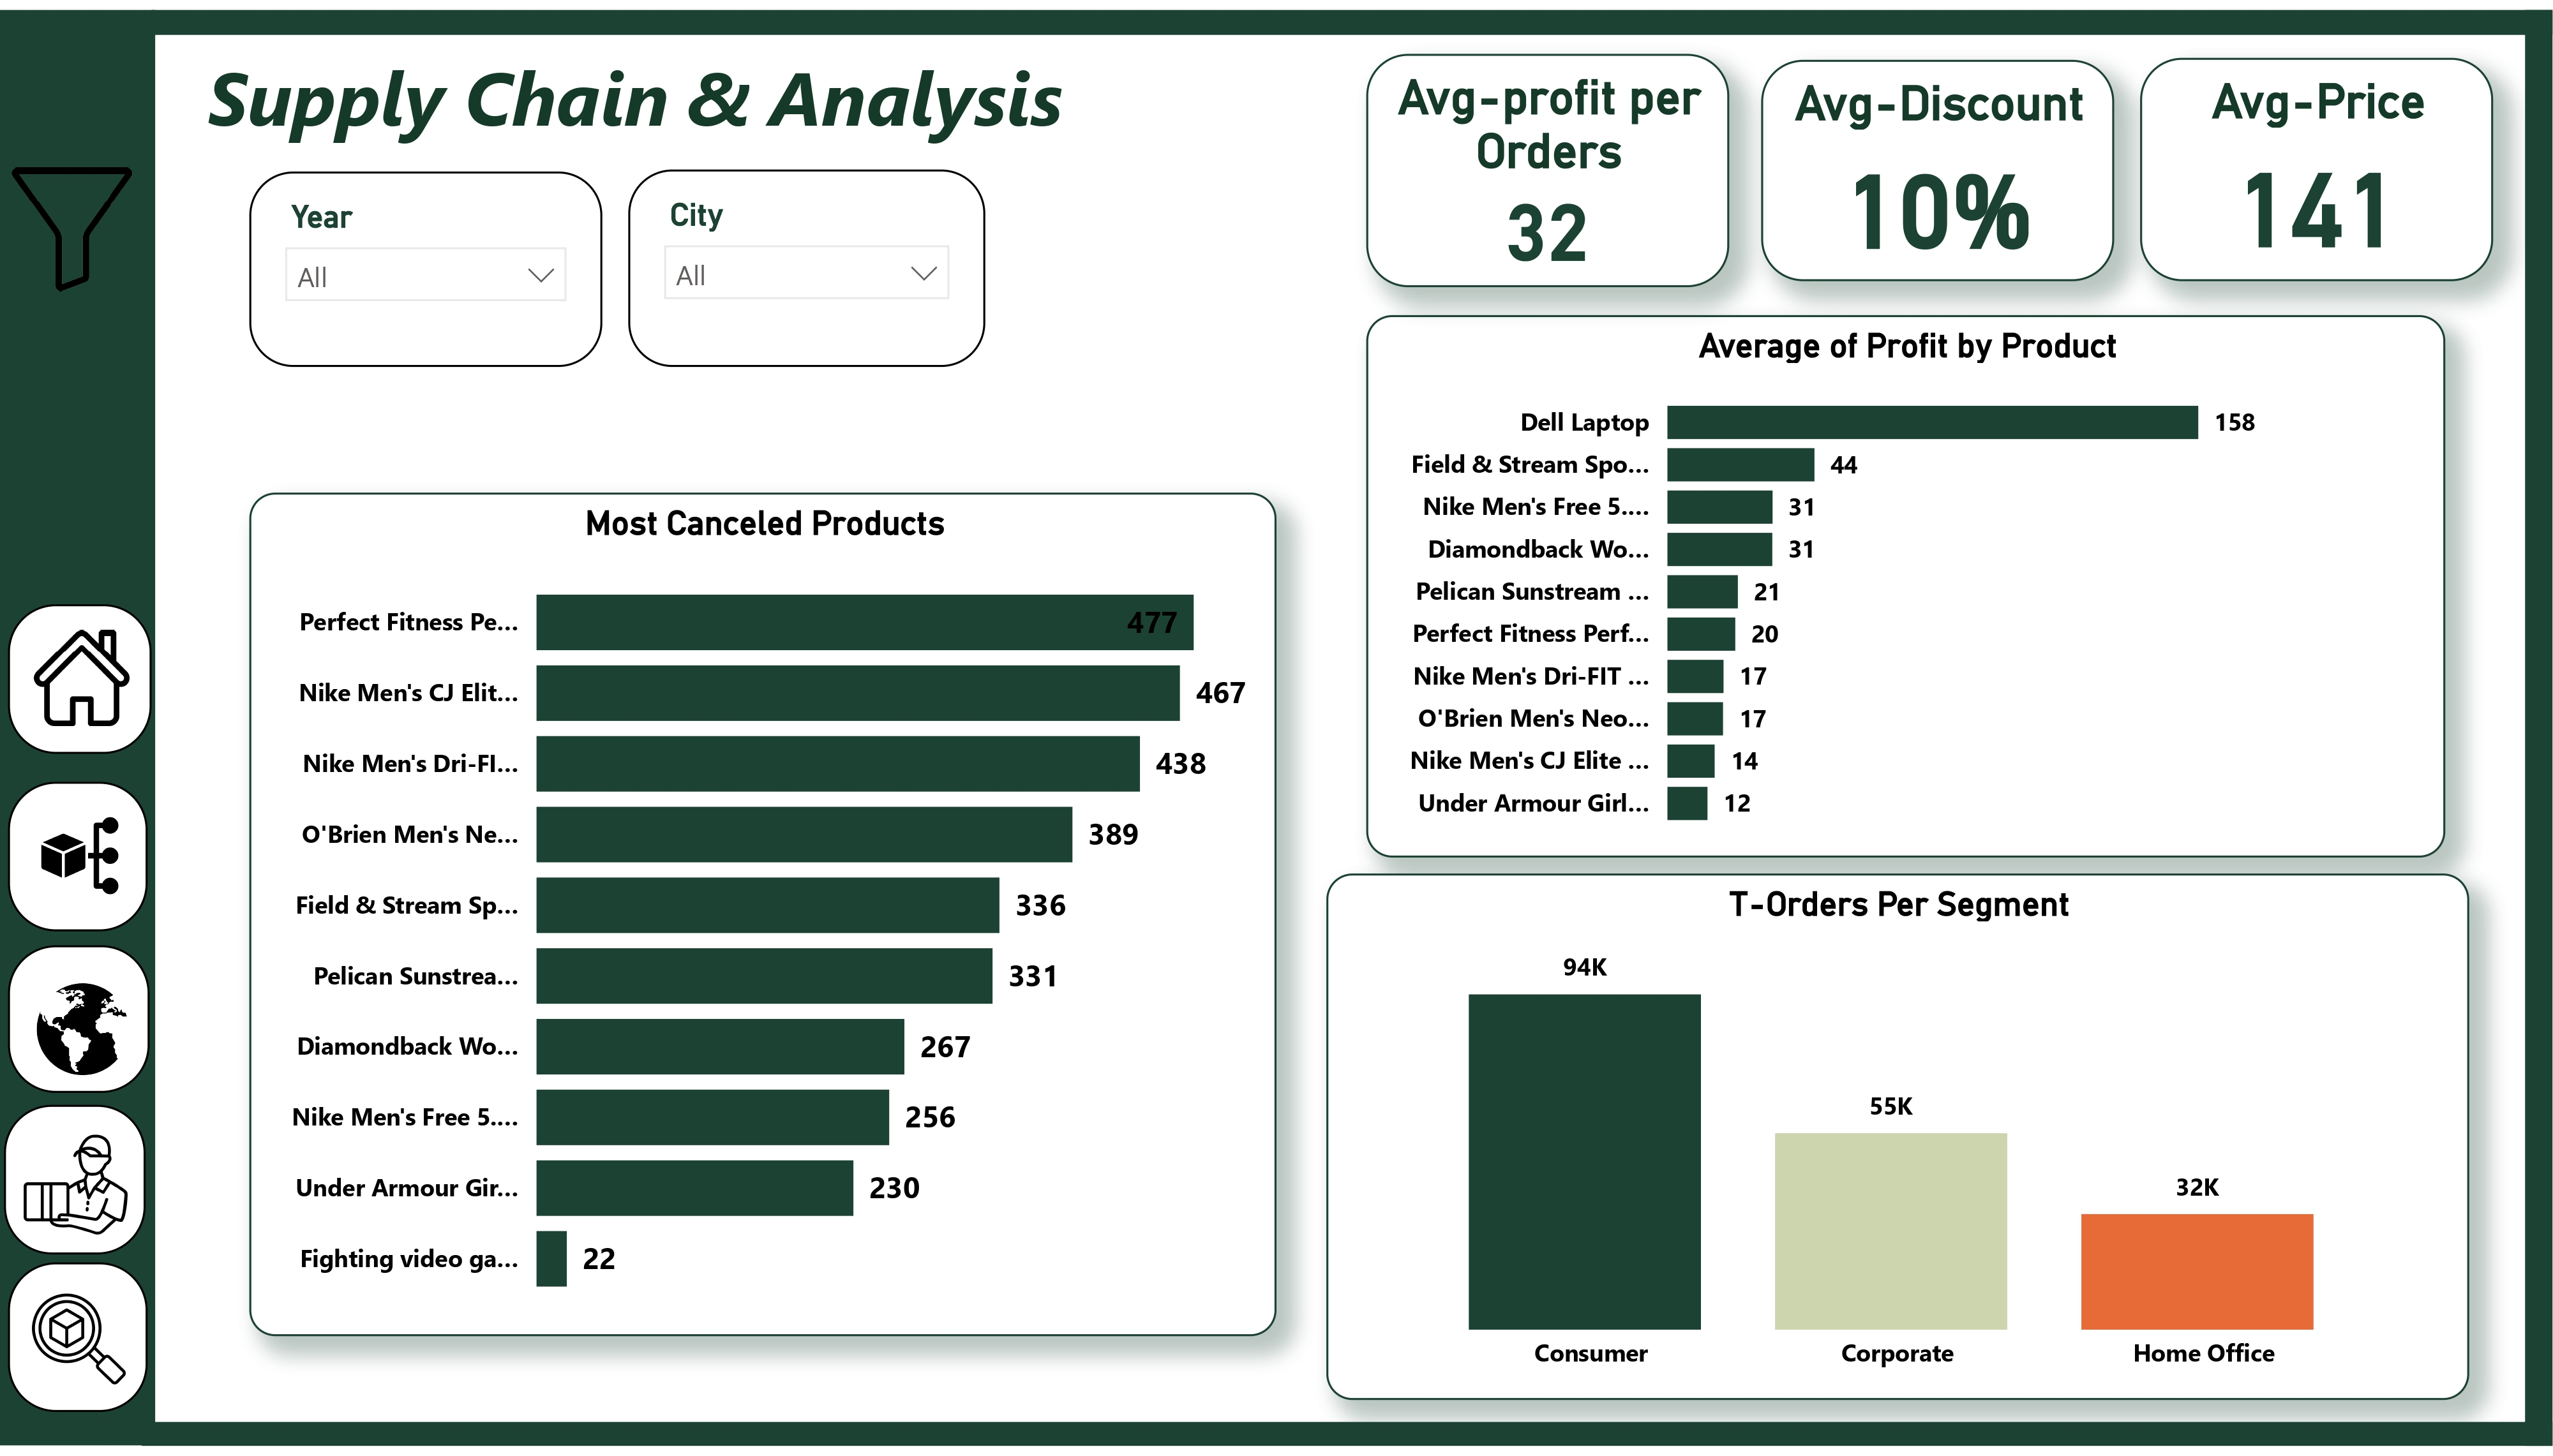 Supply Chain & Analysis
Year
All
City
All
Avg-profit per
Orders
32
Avg-Discount
10%
Avg-Price
141
Most Canceled Products
Perfect Fitness Pe... 477
Nike Men's CJ Elit... 467
Nike Men's Dri-FI... 438
O'Brien Men's Ne... 389
Field & Stream Sp... 336
Pelican Sunstrea... 331
Diamondback Wo... 267
Nike Men's Free 5.... 256
Under Armour Gir... 230
Fighting video ga... 22
Average of Profit by Product
Dell Laptop 158
Field & Stream Spo... 44
Nike Men's Free 5.... 31
Diamondback Wo... 31
Pelican Sunstream ... 21
Perfect Fitness Perf... 20
Nike Men's Dri-FIT ... 17
O'Brien Men's Neo... 17
Nike Men's CJ Elite ... 14
Under Armour Girl... 12
T-Orders Per Segment
94K
55K
32K
Consumer Corporate Home Office